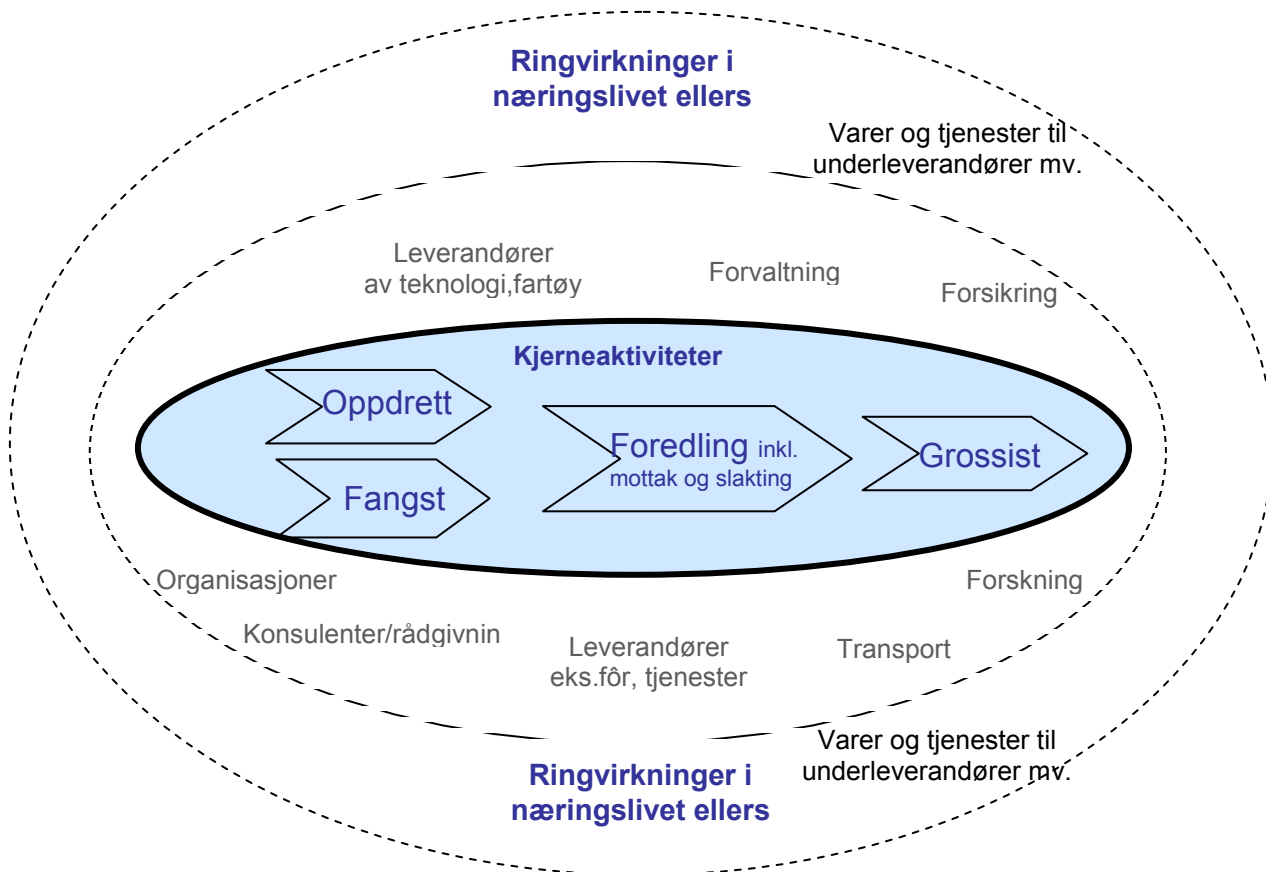 Ringvirkninger i
næringslivet ellers
Varer og tjenester til
underleverandører mv.
Leverandører
av teknologi,fartøy
Forvaltning
Forsikring
Kjerneaktiviteter
Oppdrett
Fangst
Foredling inkl.
mottak og slakting
Grossist
Organisasjoner
Forskning
Konsulenter/rådgivnin
Leverandører
eks.fôr, tjenester
Transport
Varer og tjenester til
underleverandører mv.
Ringvirkninger i
næringslivet ellers